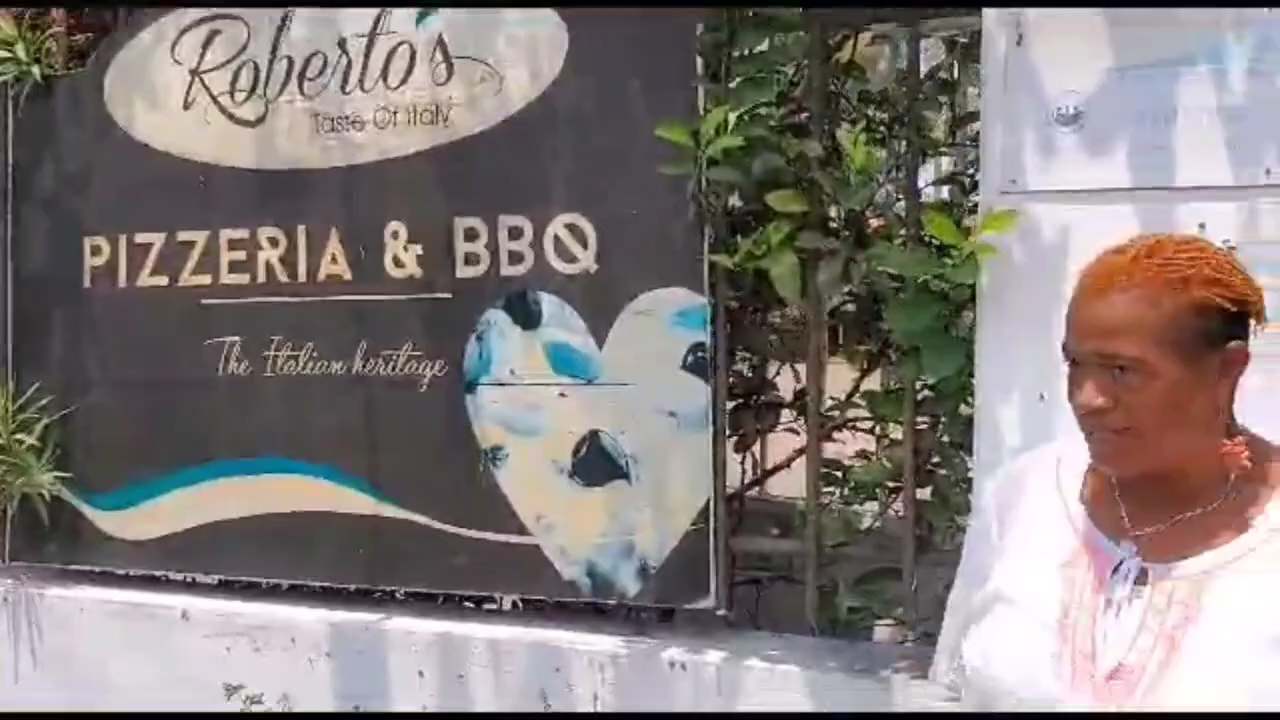 Roberto's
Taste Of Italy
PIZZERIA & BBQ
The Italian heritage